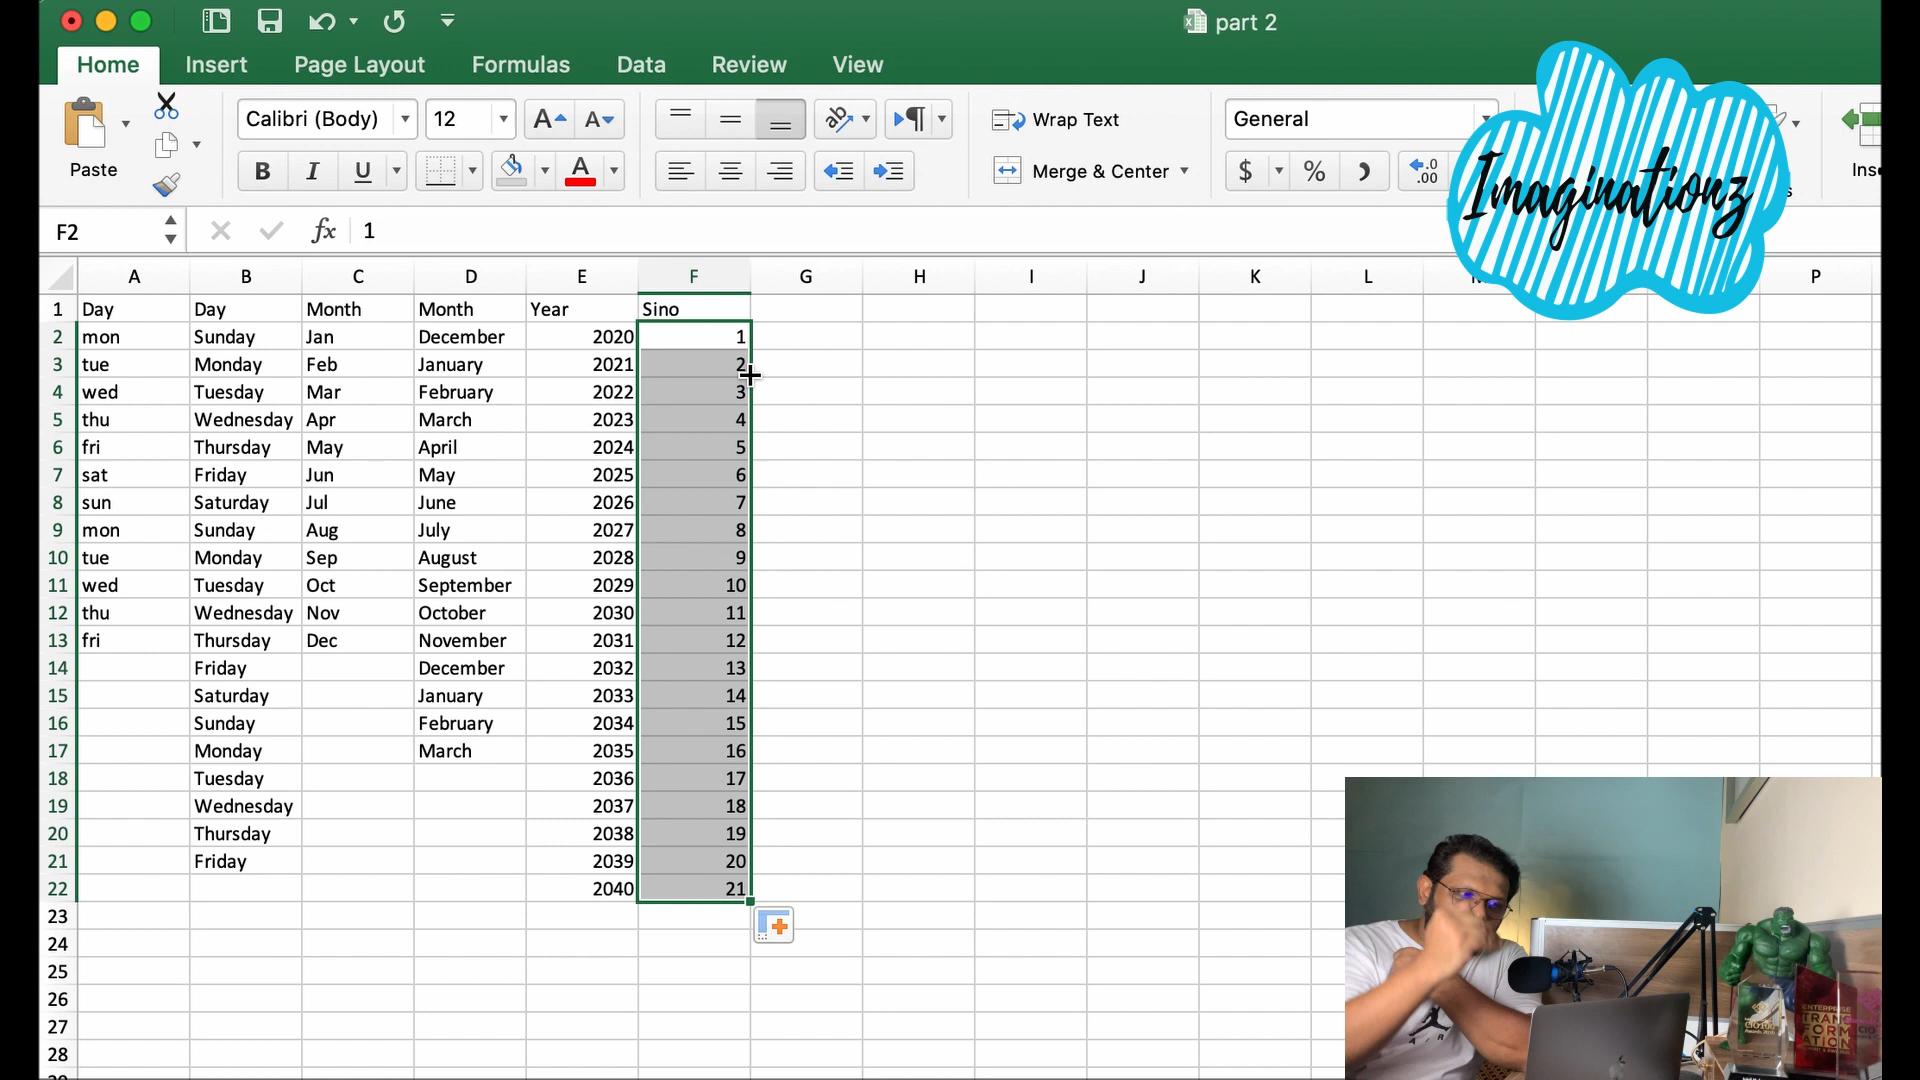 part 2
Home Insert Page Layout Formulas Data Review View
Calibri (Body) 12 Wrap Text General
Paste B I U A Merge & Center $ %
F2 fx 1
Imaginationz
A B C D E F G H I J K L P
1 Day Day Month Month Year Sino
2 mon Sunday Jan December 2020 1
3 tue Monday Feb January 2021 2
4 wed Tuesday Mar February 2022 3
5 thu Wednesday Apr March 2023 4
6 fri Thursday May April 2024 5
7 sat Friday Jun May 2025 6
8 sun Saturday Jul June 2026 7
9 mon Sunday Aug July 2027 8
10 tue Monday Sep August 2028 9
11 wed Tuesday Oct September 2029 10
12 thu Wednesday Nov October 2030 11
13 fri Thursday Dec November 2031 12
14 Friday December 2032 13
15 Saturday January 2033 14
16 Sunday February 2034 15
17 Monday March 2035 16
18 Tuesday 2036 17
19 Wednesday 2037 18
20 Thursday 2038 19
21 Friday 2039 20
22 2040 21
23
24
25
26
27
28
ENTERPRISE
TRANS
FORM
ATION